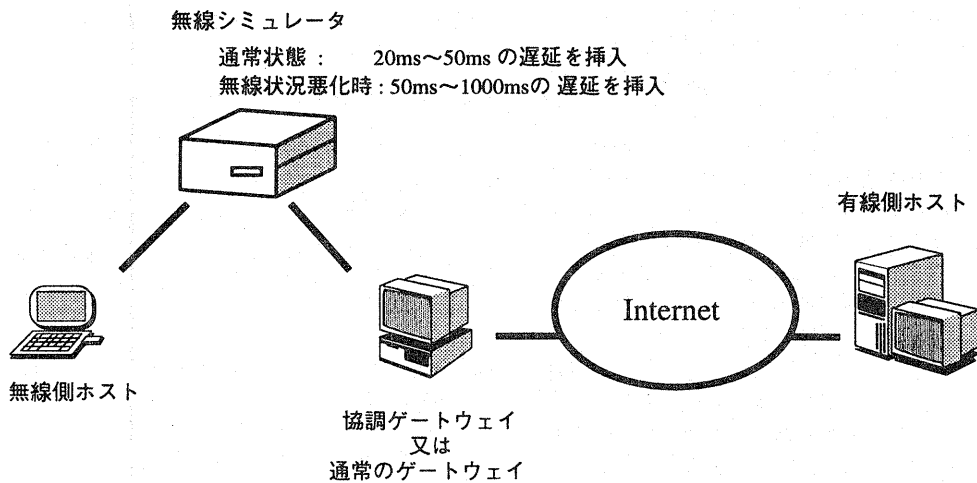 無線シミュレータ
通常状態 : 20ms～50ms の遅延を挿入
無線状況悪化時 : 50ms～1000msの 遅延を挿入
有線側ホスト
Internet
無線側ホスト
協調ゲートウェイ
又は
通常のゲートウェイ